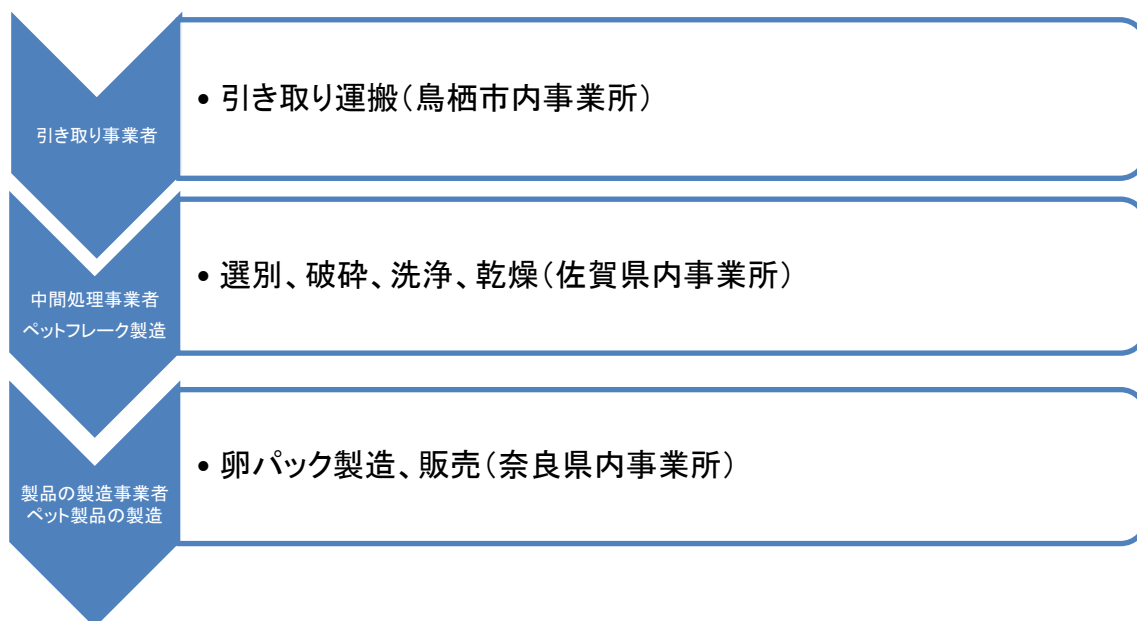 引き取り事業者
• 引き取り運搬(鳥栖市内事業所)
中間処理事業者
ペットフレーク製造
• 選別、破砕、洗浄、乾燥(佐賀県内事業所)
製品の製造事業者
ペット製品の製造
• 卵パック製造、販売(奈良県内事業所)